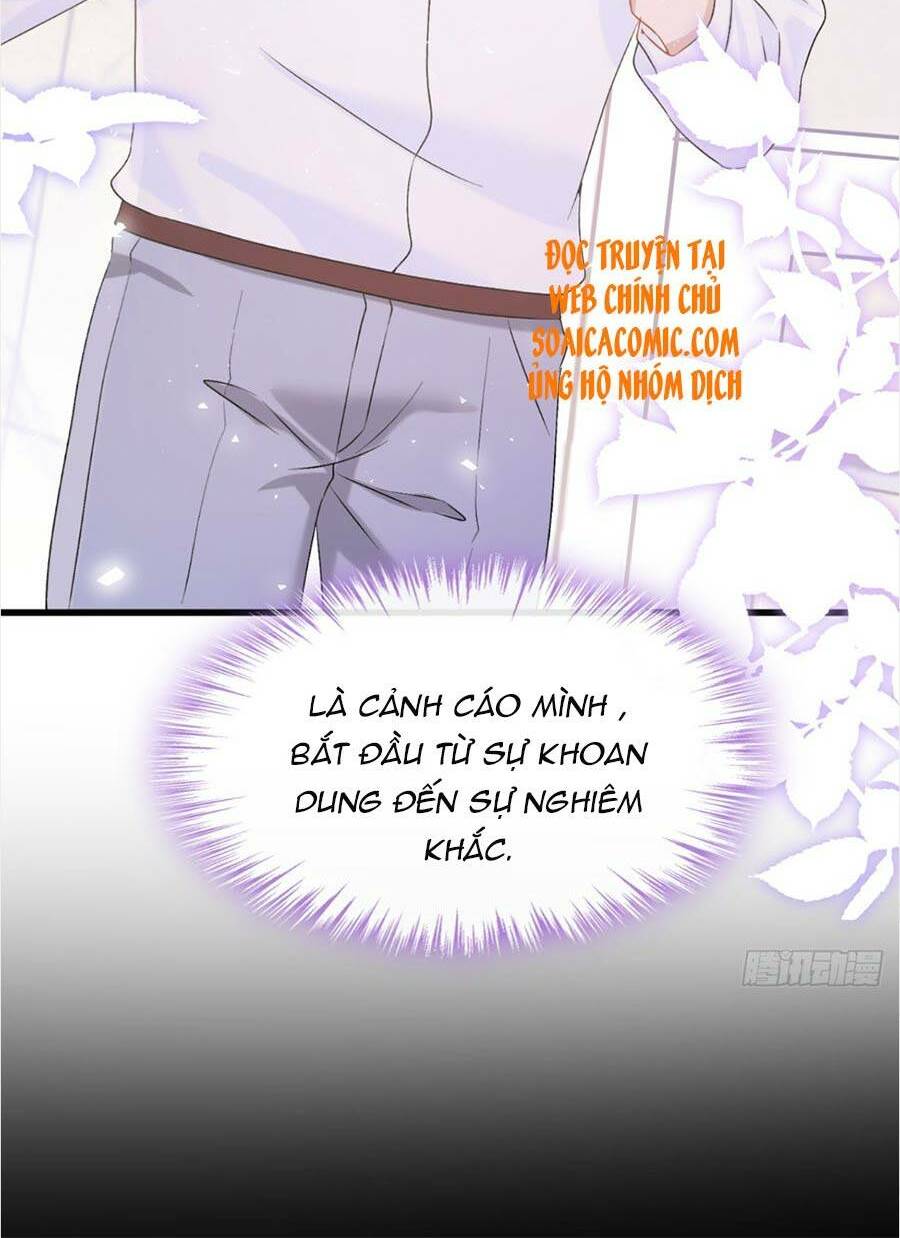 ĐỌC TRUYỆN TẠI
WEB CHÍNH CHỦ
SOAICACOMIC.COM
ỦNG HỘ NHÓM DỊCH
LÀ CẢNH CÁO MÌNH ,
BẮT ĐẦU TỪ SỰ KHOAN
DUNG ĐẾN SỰ NGHIÊM
KHẮC.
腾讯动漫